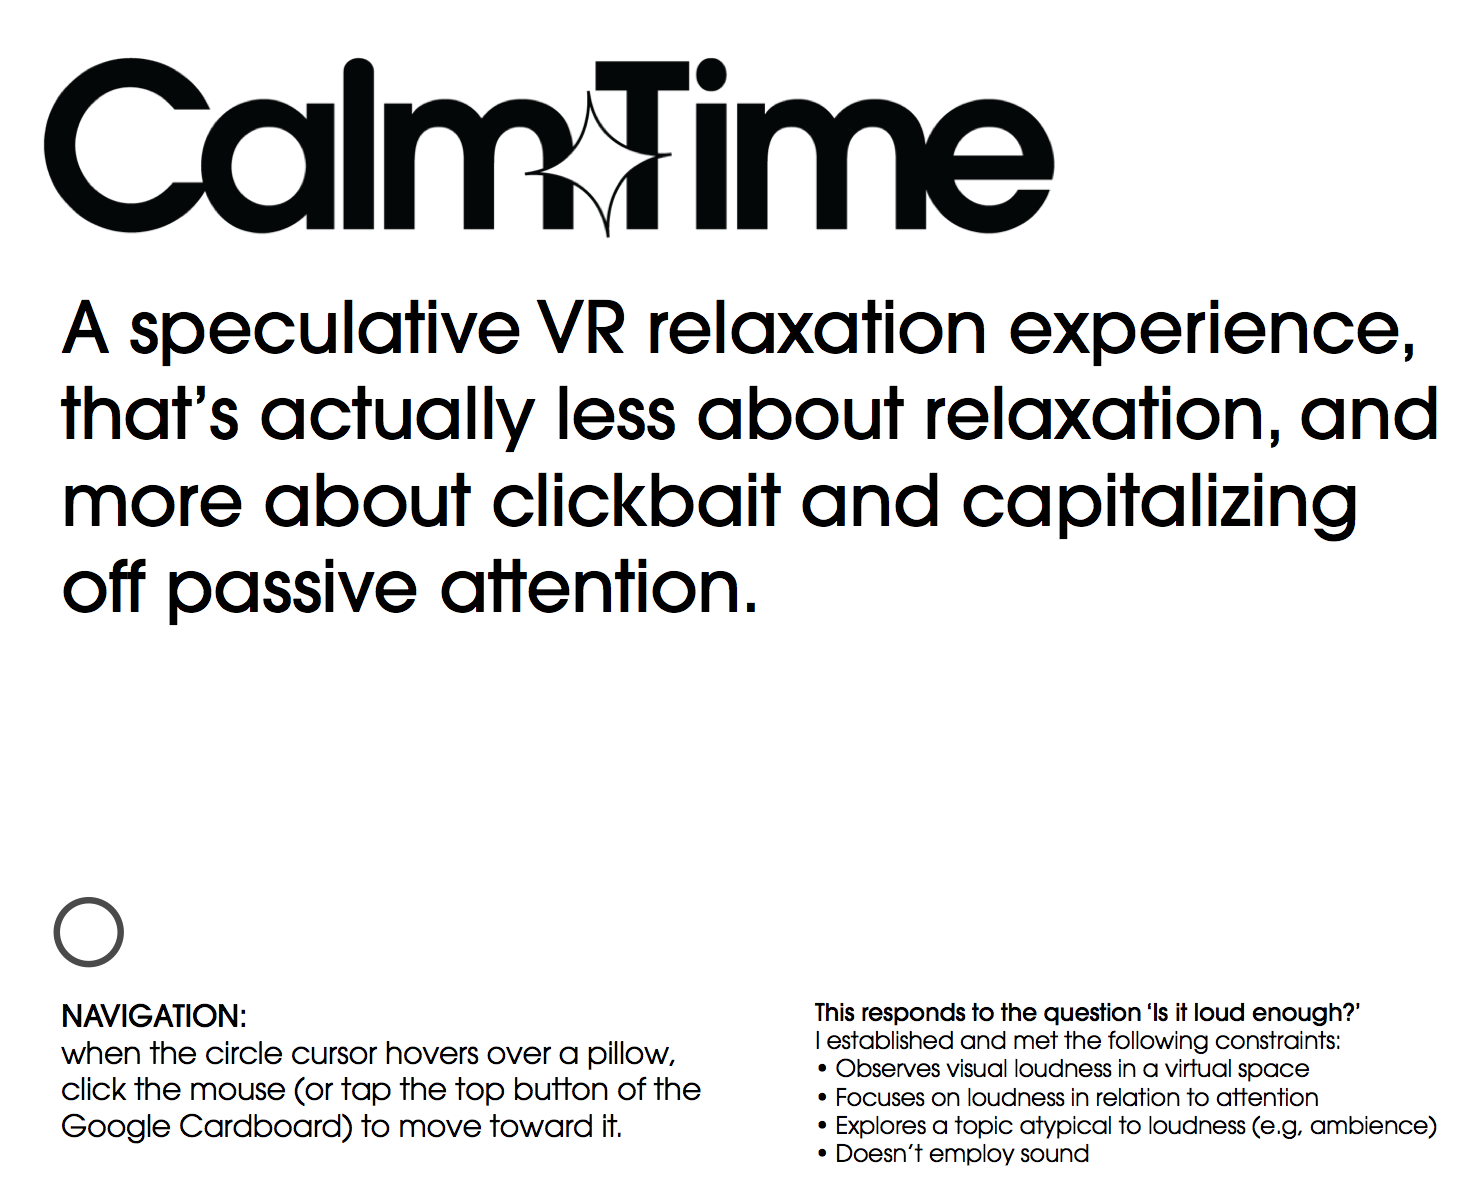 Calm Time
A speculative VR relaxation experience,
that’s actually less about relaxation, and
more about clickbait and capitalizing
off passive attention.
NAVIGATION:
when the circle cursor hovers over a pillow,
click the mouse (or tap the top button of the
Google Cardboard) to move toward it.
This responds to the question ‘Is it loud enough?’
I established and met the following constraints:
• Observes visual loudness in a virtual space
• Focuses on loudness in relation to attention
• Explores a topic atypical to loudness (e.g, ambience)
• Doesn’t employ sound